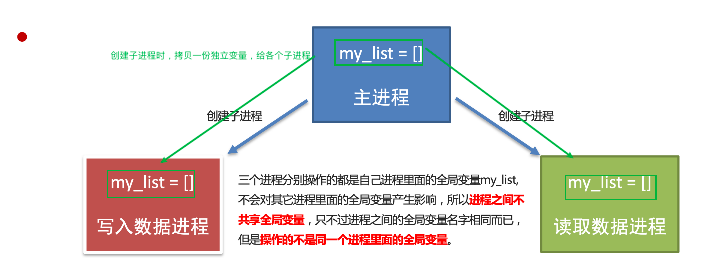 my_list = []
主进程
创建子进程时，拷贝一份独立变量，给各个子进程
创建子进程
创建子进程
my_list = []
写入数据进程
三个进程分别操作的都是自己进程里面的全局变量my_list,
不会对其它进程里面的全局变量产生影响，所以进程之间不
共享全局变量，只不过进程之间的全局变量名字相同而已，
但是操作的不是同一个进程里面的全局变量。
my_list = []
读取数据进程